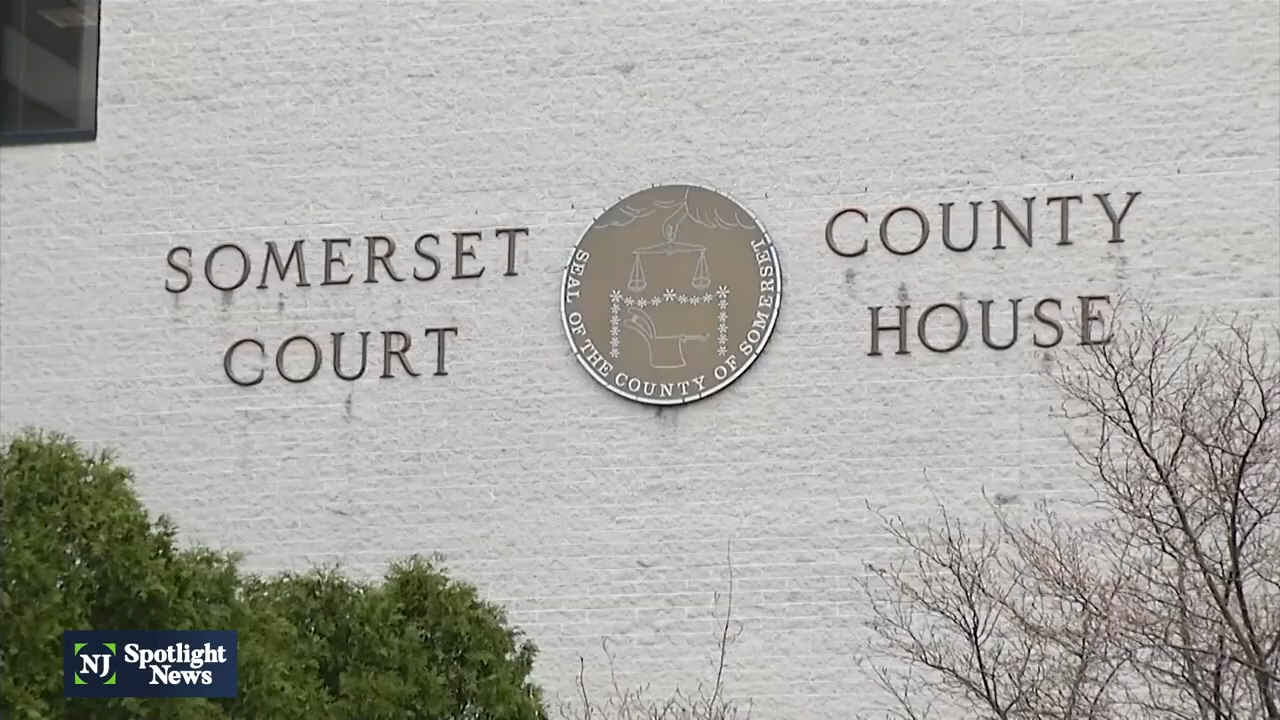 SOMERSET
COURT
SEAL OF THE COUNTY OF SOMERSET
COUNTY
HOUSE
NJ Spotlight
News